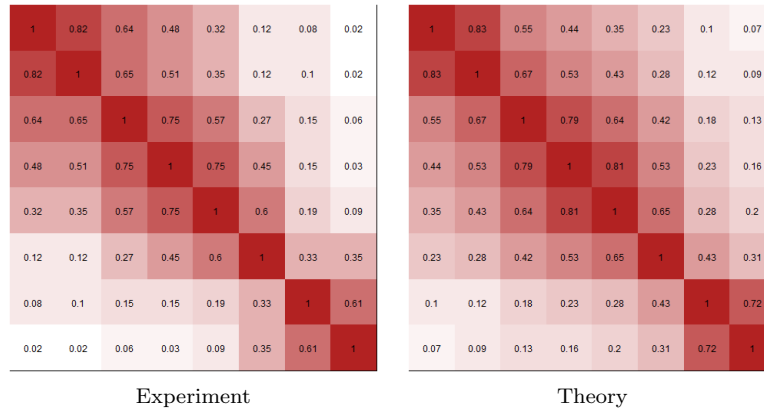 1 0.82 0.64 0.48 0.32 0.12 0.08 0.02 1 0.83 0.55 0.44 0.35 0.23 0.1 0.07
0.82 1 0.65 0.51 0.35 0.12 0.1 0.02 0.83 1 0.67 0.53 0.43 0.28 0.12 0.09
0.64 0.65 1 0.75 0.57 0.27 0.15 0.06 0.55 0.67 1 0.79 0.64 0.42 0.18 0.13
0.48 0.51 0.75 1 0.75 0.45 0.15 0.03 0.44 0.53 0.79 1 0.81 0.53 0.23 0.16
0.32 0.35 0.57 0.75 1 0.6 0.19 0.09 0.35 0.43 0.64 0.81 1 0.65 0.28 0.2
0.12 0.12 0.27 0.45 0.6 1 0.33 0.35 0.23 0.28 0.42 0.53 0.65 1 0.43 0.31
0.08 0.1 0.15 0.15 0.19 0.33 1 0.61 0.1 0.12 0.18 0.23 0.28 0.43 1 0.72
0.02 0.02 0.06 0.03 0.09 0.35 0.61 1 0.07 0.09 0.13 0.16 0.2 0.31 0.72 1
Experiment Theory